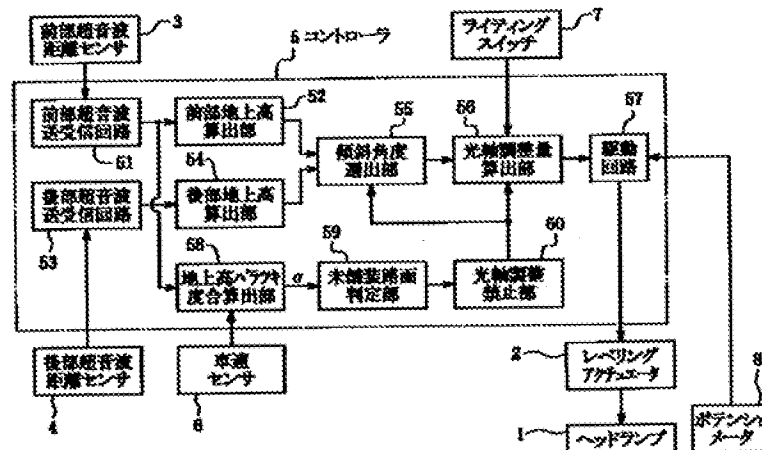 前部超音波
距離センサ
3
5 コントローラ
ライティング
スイッチ
7
前部超音波
送受信回路
51
前部地上高
算出部
52
後部超音波
送受信回路
53
後部地上高
算出部
54
傾斜角度
選出部
55
光軸調整量
算出部
56
駆動
回路
57
地上高バラツキ
度合算出部
58
σ
未舗装路面
判定部
59
光軸調整
禁止部
50
後部超音波
距離センサ
4
車速
センサ
6
レベリング
アクチュエータ
2
ヘッドランプ
1
ポテンショ
メータ
8